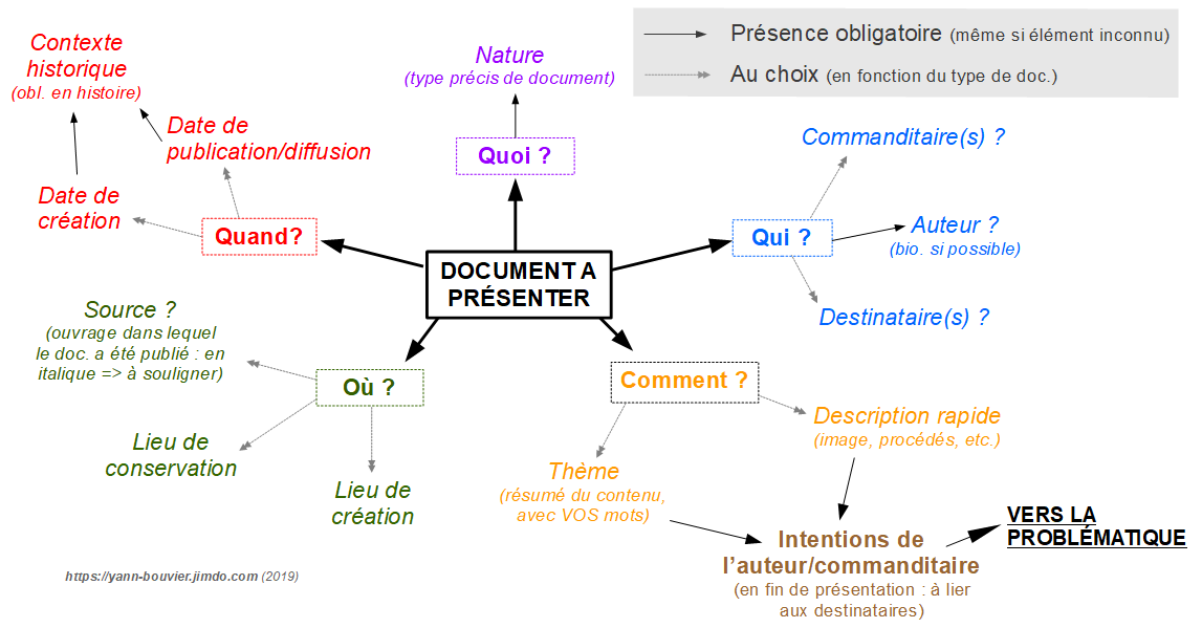 Présence obligatoire (même si élément inconnu)
Au choix (en fonction du type de doc.)
Contexte
historique
(obl. en histoire)
Date de
publication/diffusion
Date de
création
Quand?
Nature
(type précis de document)
Quoi ?
Commanditaire(s) ?
Qui ?
Auteur ?
(bio. si possible)
Destinataire(s) ?
DOCUMENT A
PRÉSENTER
Source ?
(ouvrage dans lequel
le doc. a été publié : en
italique => à souligner)
Où ?
Lieu de
conservation
Lieu de
création
Comment ?
Description rapide
(image, procédés, etc.)
Thème
(résumé du contenu,
avec VOS mots)
Intentions de
l’auteur/commanditaire
(en fin de présentation : à lier
aux destinataires)
VERS LA
PROBLÉMATIQUE
https://yann-bouvier.jimdo.com (2019)